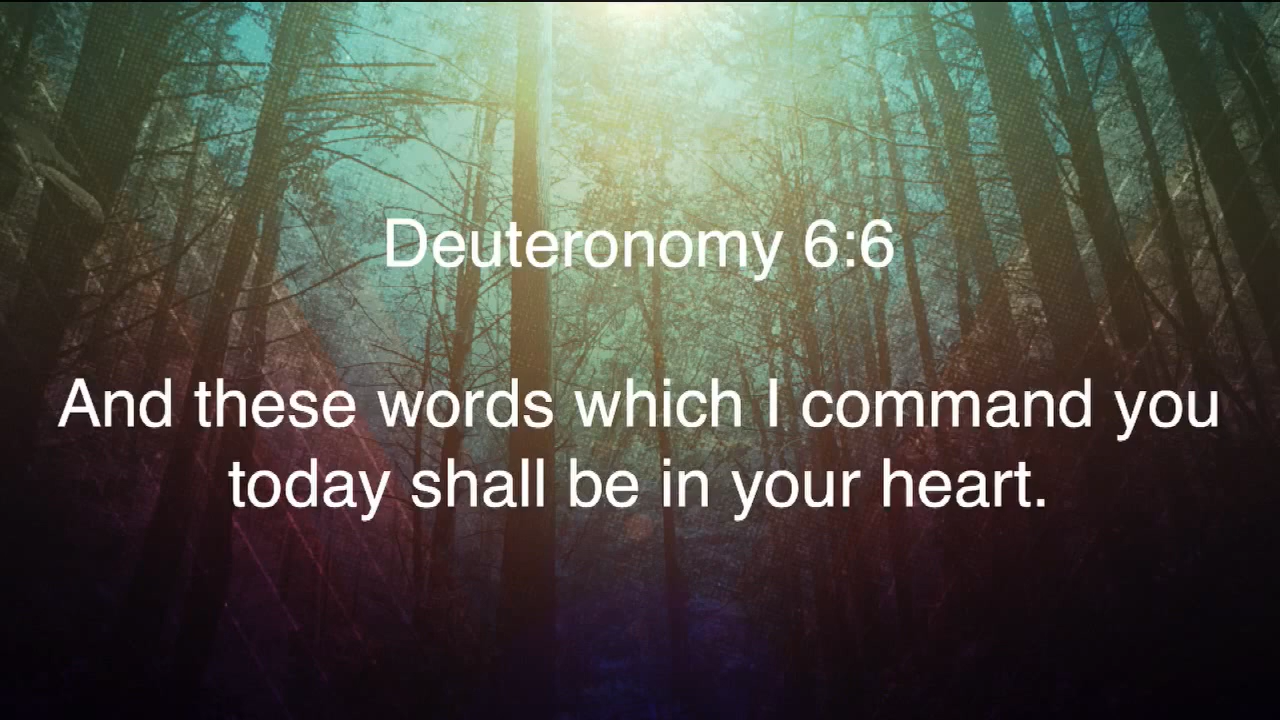 Deuteronomy 6:6
And these words which I command you
today shall be in your heart.